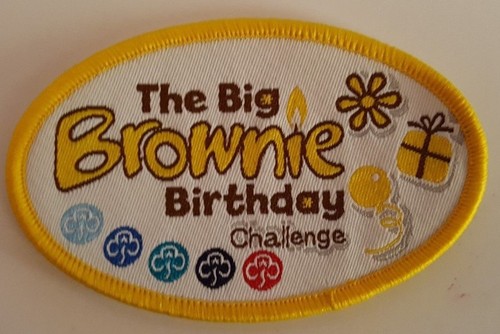 The Big
Brownie
Birthday
Challenge